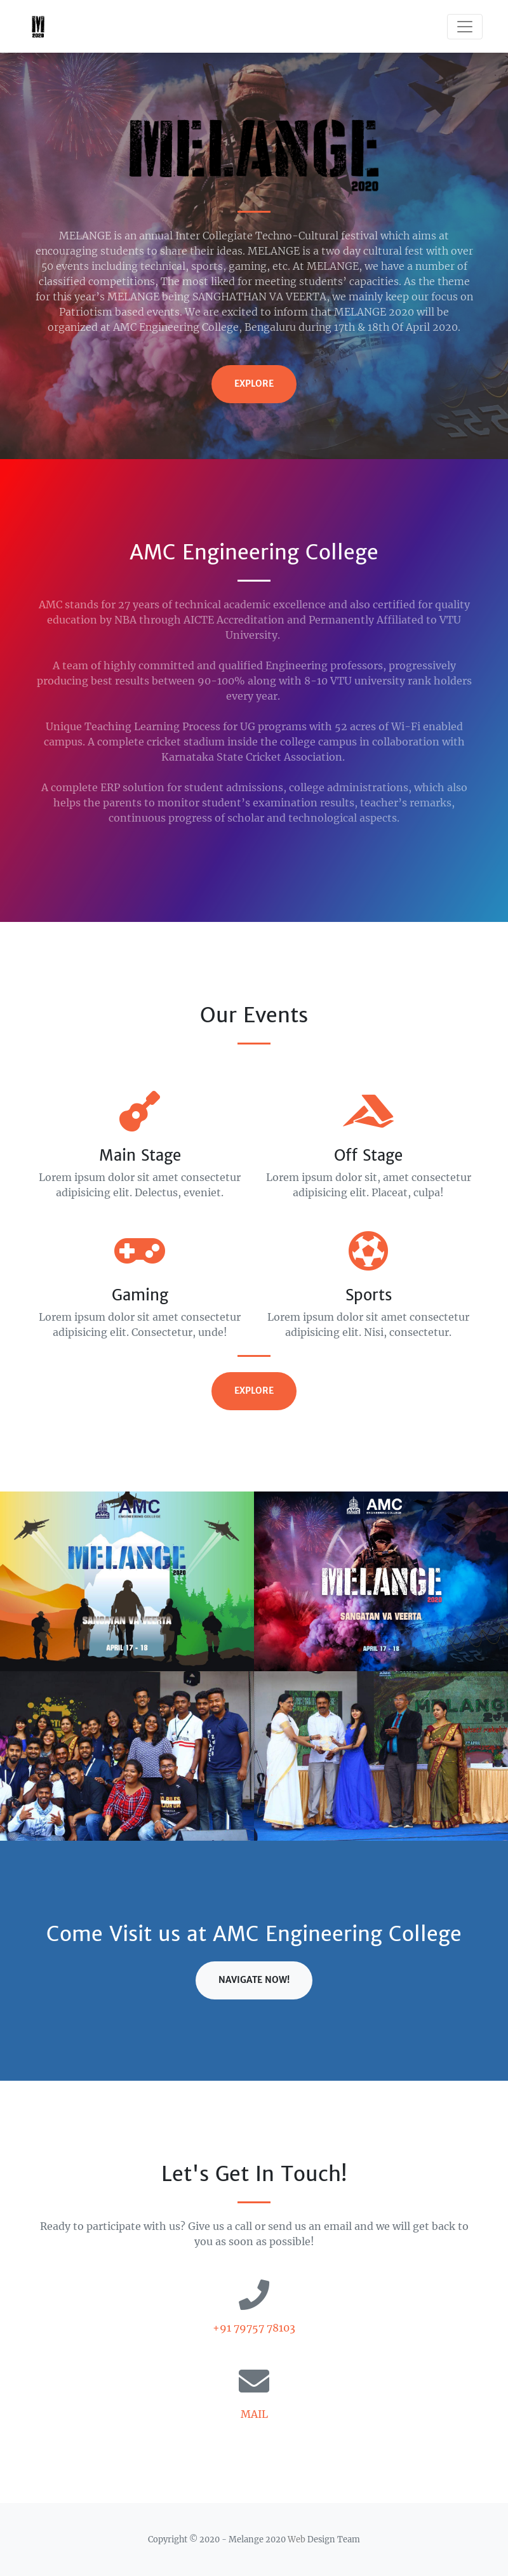 M
2020
MELANGE
2020
MELANGE is an annual Inter Collegiate Techno-Cultural festival which aims at
encouraging students to share their ideas. MELANGE is a two day cultural fest with over
50 events including technical, sports, gaming, etc. At MELANGE, we have a number of
classified competitions, The most liked for meeting students' capacities. As the theme
for this year's MELANGE being SANGHATHAN VA VEERTA, we mainly keep our focus on
Patriotism based events. We are excited to inform that MELANGE 2020 will be
organized at AMC Engineering College, Bengaluru during 17th & 18th Of April 2020.
EXPLORE
AMC Engineering College
AMC stands for 27 years of technical academic excellence and also certified for quality
education by NBA through AICTE Accreditation and Permanently Affiliated to VTU
University.
A team of highly committed and qualified Engineering professors, progressively
producing best results between 90-100% along with 8-10 VTU university rank holders
every year.
Unique Teaching Learning Process for UG programs with 52 acres of Wi-Fi enabled
campus. A complete cricket stadium inside the college campus in collaboration with
Karnataka State Cricket Association.
A complete ERP solution for student admissions, college administrations, which also
helps the parents to monitor student's examination results, teacher's remarks,
continuous progress of scholar and technological aspects.
Our Events
Main Stage
Lorem ipsum dolor sit amet consectetur
adipisicing elit. Delectus, eveniet.
Off Stage
Lorem ipsum dolor sit, amet consectetur
adipisicing elit. Placeat, culpa!
Gaming
Lorem ipsum dolor sit amet consectetur
adipisicing elit. Consectetur, unde!
Sports
Lorem ipsum dolor sit amet consectetur
adipisicing elit. Nisi, consectetur.
EXPLORE
AMC
ENGINEERING COLLEGE
MELANGE
2020
SANGATAN VA VEERTA
APRIL 17 - 18
AMC
ENGINEERING COLLEGE
MELANGE
2020
SANGATAN VA VEERTA
APRIL 17 - 18
MELANG
Come Visit us at AMC Engineering College
NAVIGATE NOW!
Let's Get In Touch!
Ready to participate with us? Give us a call or send us an email and we will get back to
you as soon as possible!
+91 79757 78103
MAIL
Copyright © 2020 - Melange 2020 Web Design Team